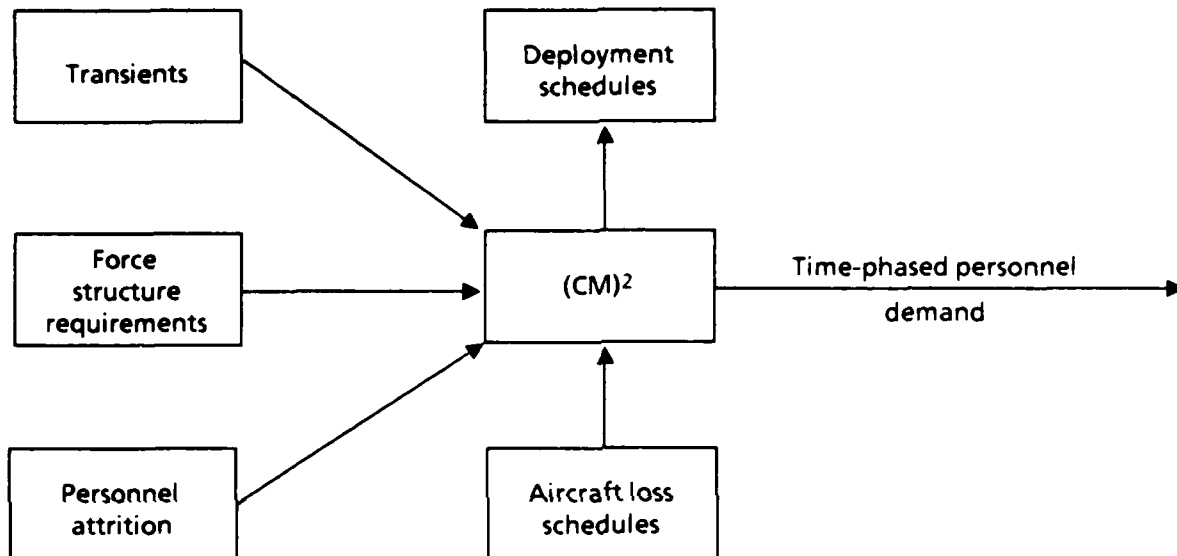 Transients
Deployment
schedules
Force
structure
requirements
(CM)²
Time-phased personnel
demand
Personnel
attrition
Aircraft loss
schedules